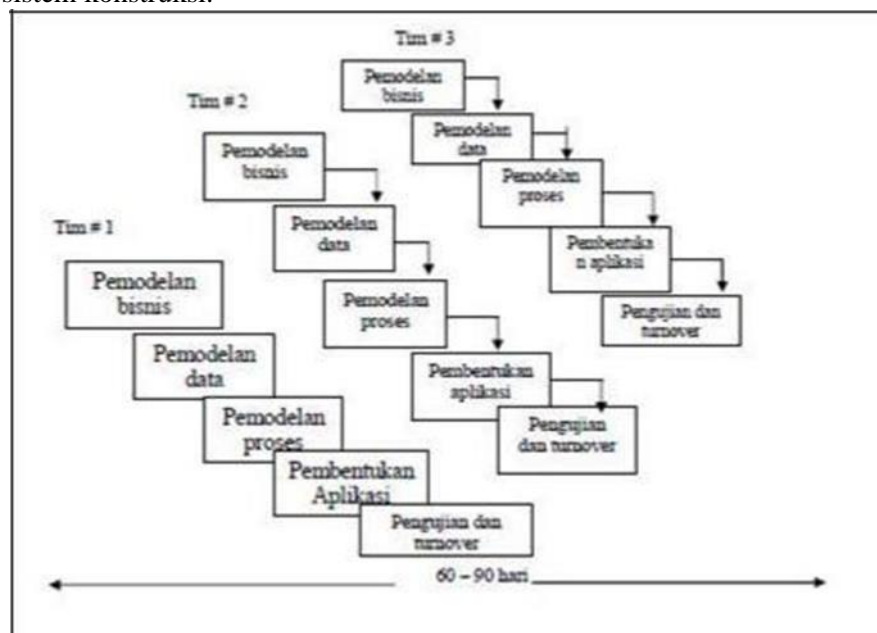 sistem konstruksi.
Tim # 3
Pemodelan
bisnis
Pemodelan
data
Pemodelan
proses
Pembentuka
n aplikasi
Pengujian dan
turnover
Tim # 2
Pemodelan
bisnis
Pemodelan
data
Pemodelan
proses
Pembentukan
aplikasi
Pengujian
dan turnover
Tim # 1
Pemodelan
bisnis
Pemodelan
data
Pemodelan
proses
Pembentukan
Aplikasi
Pengujian dan
turnover
60 – 90 hari